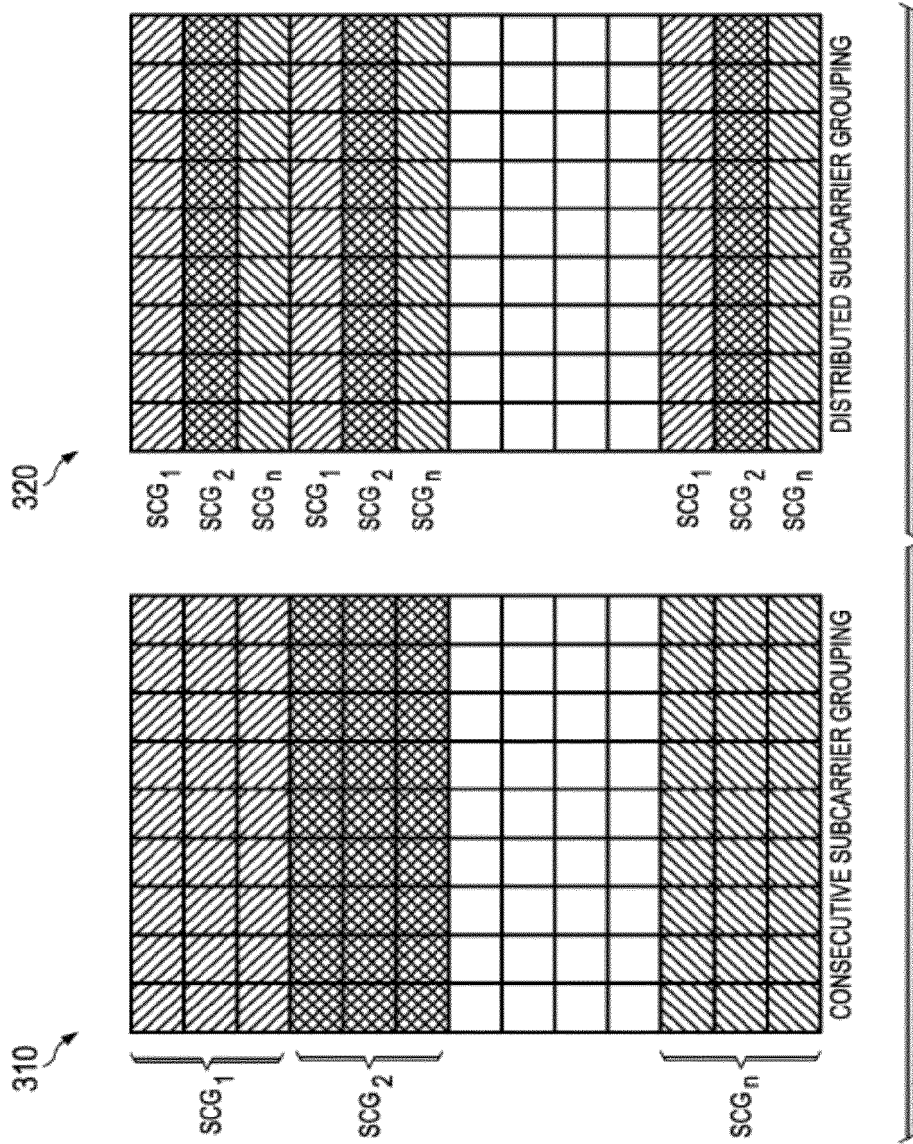 310
SCG1
SCG2
SCGn
CONSECUTIVE SUBCARRIER GROUPING
320
SCG1
SCG2
SCGn
SCG1
SCG2
SCGn
SCG1
SCG2
SCGn
DISTRIBUTED SUBCARRIER GROUPING